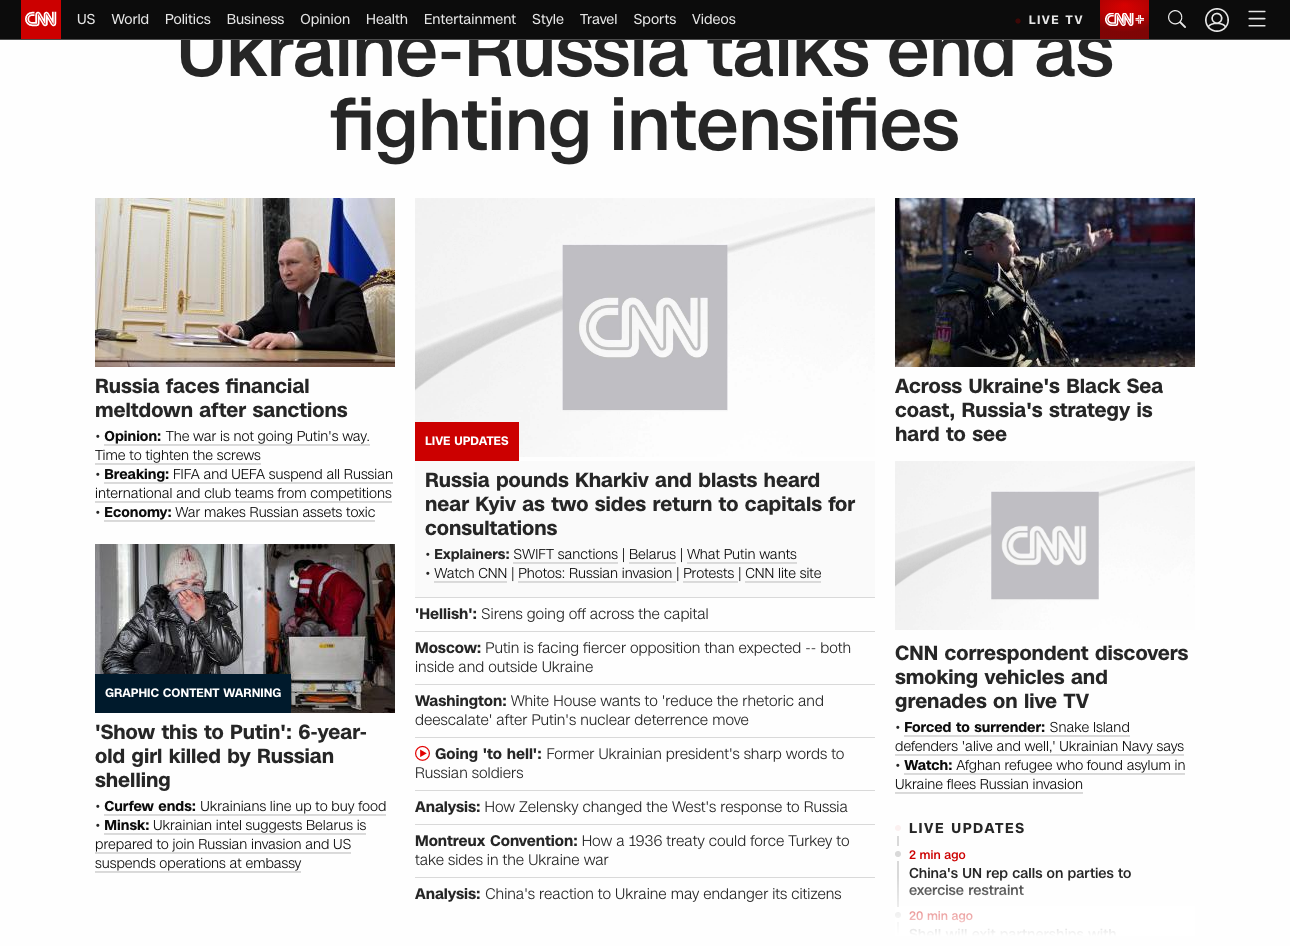 CNN US World Politics Business Opinion Health Entertainment Style Travel Sports Videos LIVE TV CNN+
Ukraine-Russia talks end as
fighting intensifies
Russia faces financial
meltdown after sanctions
• Opinion: The war is not going Putin's way.
Time to tighten the screws
• Breaking: FIFA and UEFA suspend all Russian
international and club teams from competitions
• Economy: War makes Russian assets toxic
GRAPHIC CONTENT WARNING
'Show this to Putin': 6-year-
old girl killed by Russian
shelling
• Curfew ends: Ukrainians line up to buy food
• Minsk: Ukrainian intel suggests Belarus is
prepared to join Russian invasion and US
suspends operations at embassy
CNN
LIVE UPDATES
Russia pounds Kharkiv and blasts heard
near Kyiv as two sides return to capitals for
consultations
• Explainers: SWIFT sanctions | Belarus | What Putin wants
• Watch CNN | Photos: Russian invasion | Protests | CNN lite site
'Hellish': Sirens going off across the capital
Moscow: Putin is facing fiercer opposition than expected -- both
inside and outside Ukraine
Washington: White House wants to 'reduce the rhetoric and
deescalate' after Putin's nuclear deterrence move
Going 'to hell': Former Ukrainian president's sharp words to
Russian soldiers
Analysis: How Zelensky changed the West's response to Russia
Montreux Convention: How a 1936 treaty could force Turkey to
take sides in the Ukraine war
Analysis: China's reaction to Ukraine may endanger its citizens
Across Ukraine's Black Sea
coast, Russia's strategy is
hard to see
CNN
CNN correspondent discovers
smoking vehicles and
grenades on live TV
• Forced to surrender: Snake Island
defenders 'alive and well,' Ukrainian Navy says
• Watch: Afghan refugee who found asylum in
Ukraine flees Russian invasion
LIVE UPDATES
2 min ago
China's UN rep calls on parties to
exercise restraint
20 min ago
Shell will exit partnerships with